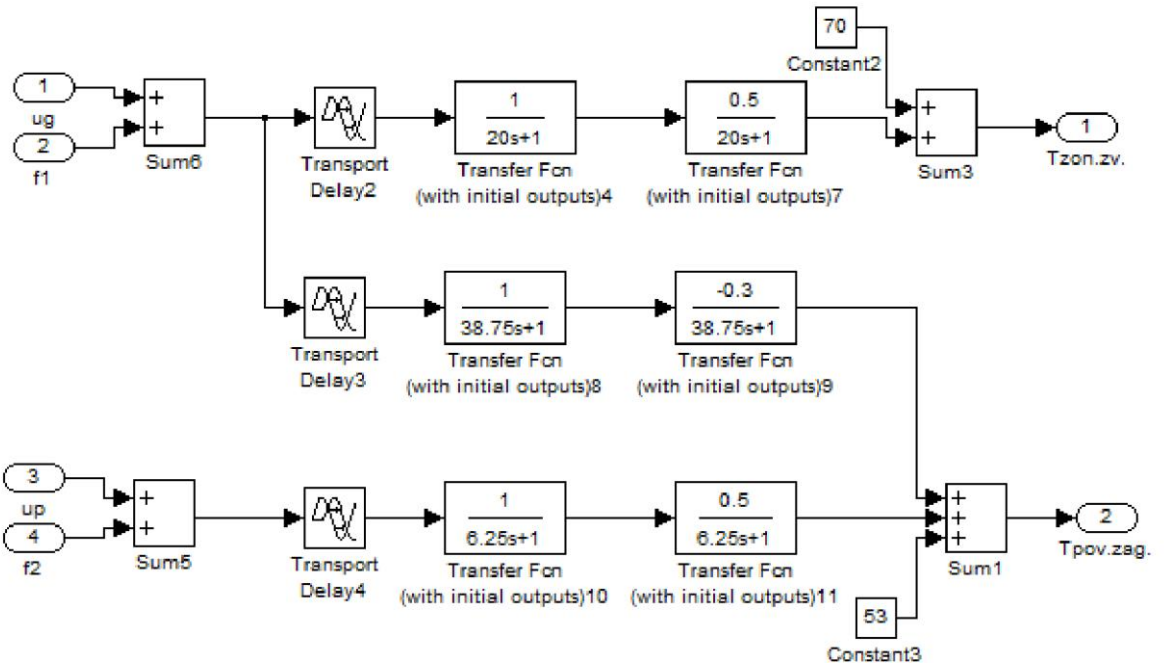 70
Constant2
1
ug
2
f1
+
+
Sum6
Transport
Delay2
1
20s+1
Transfer Fcn
(with initial outputs)4
0.5
20s+1
Transfer Fcn
(with initial outputs)7
+
+
Sum3
1
Tzon.zv.
Transport
Delay3
1
38.75s+1
Transfer Fcn
(with initial outputs)8
-0.3
38.75s+1
Transfer Fcn
(with initial outputs)9
3
up
4
f2
+
+
Sum5
Transport
Delay4
1
6.25s+1
Transfer Fcn
(with initial outputs)10
0.5
6.25s+1
Transfer Fcn
(with initial outputs)11
+
+
+
Sum1
2
Tpov.zag.
53
Constant3